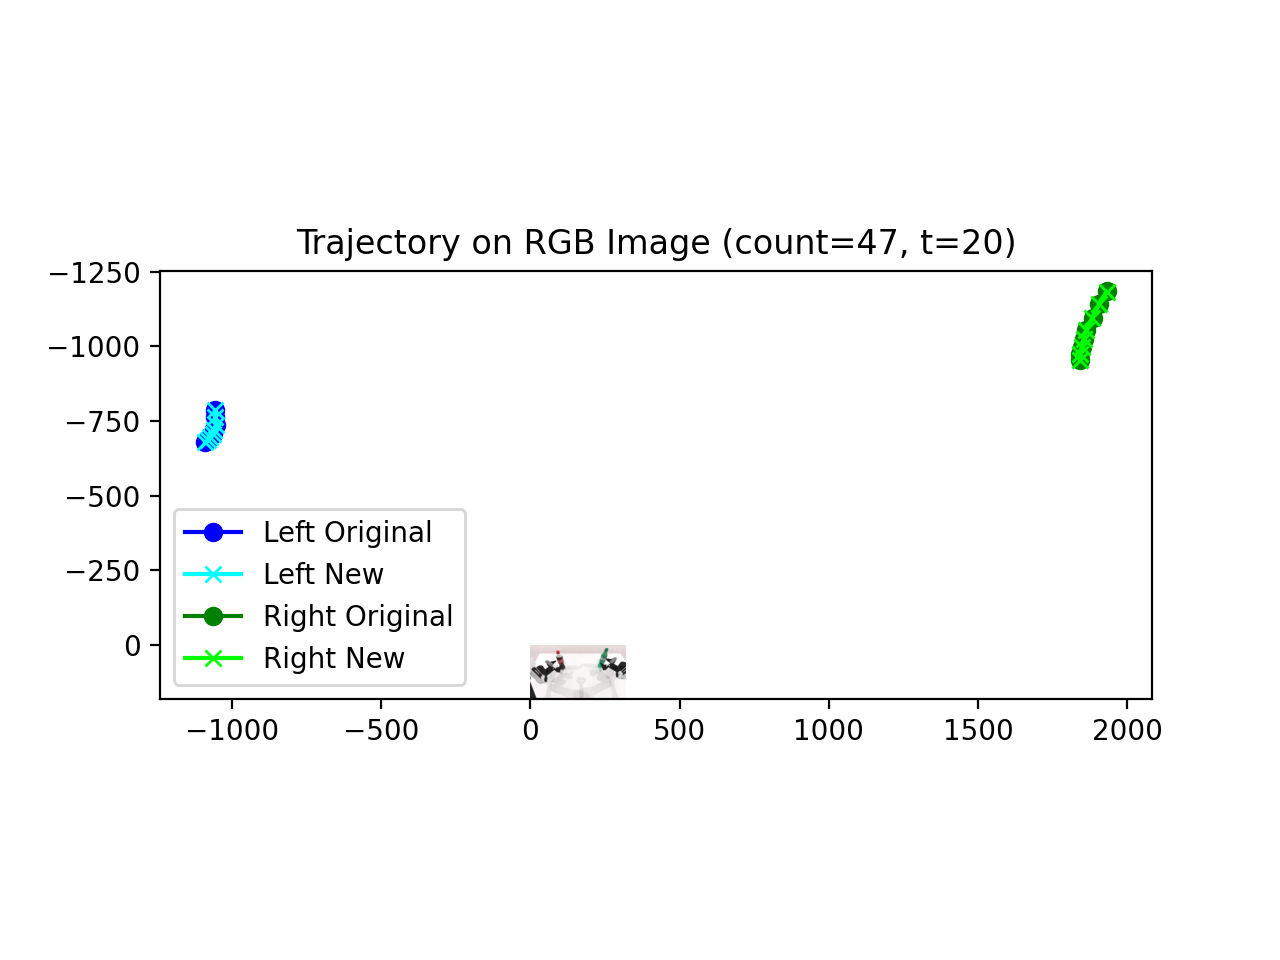 Trajectory on RGB Image (count=47, t=20)
−1250
−1000
−750
−500
−250
0
Left Original
Left New
Right Original
Right New
−1000
−500
0
500
1000
1500
2000